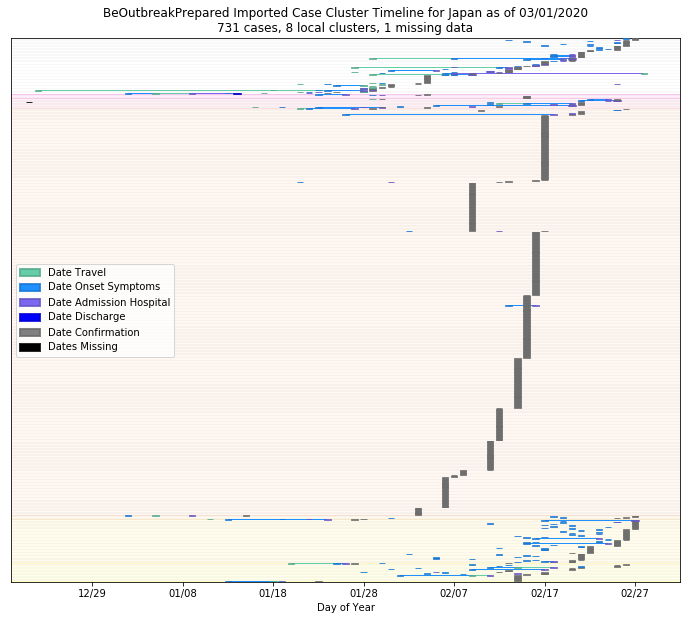 BeOutbreakPrepared Imported Case Cluster Timeline for Japan as of 03/01/2020
731 cases, 8 local clusters, 1 missing data
Date Travel
Date Onset Symptoms
Date Admission Hospital
Date Discharge
Date Confirmation
Dates Missing
12/29 01/08 01/18 01/28 02/07 02/17 02/27
Day of Year